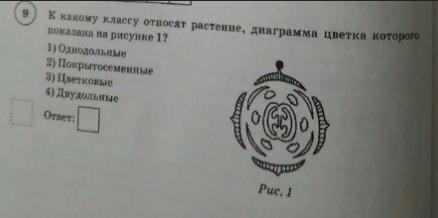 9 К какому классу относят растение, диаграмма цветка которого
показана на рисунке 1?
1) Однодольные
2) Покрытосеменные
3) Цветковые
4) Двудольные
Ответ:
Рис. 1